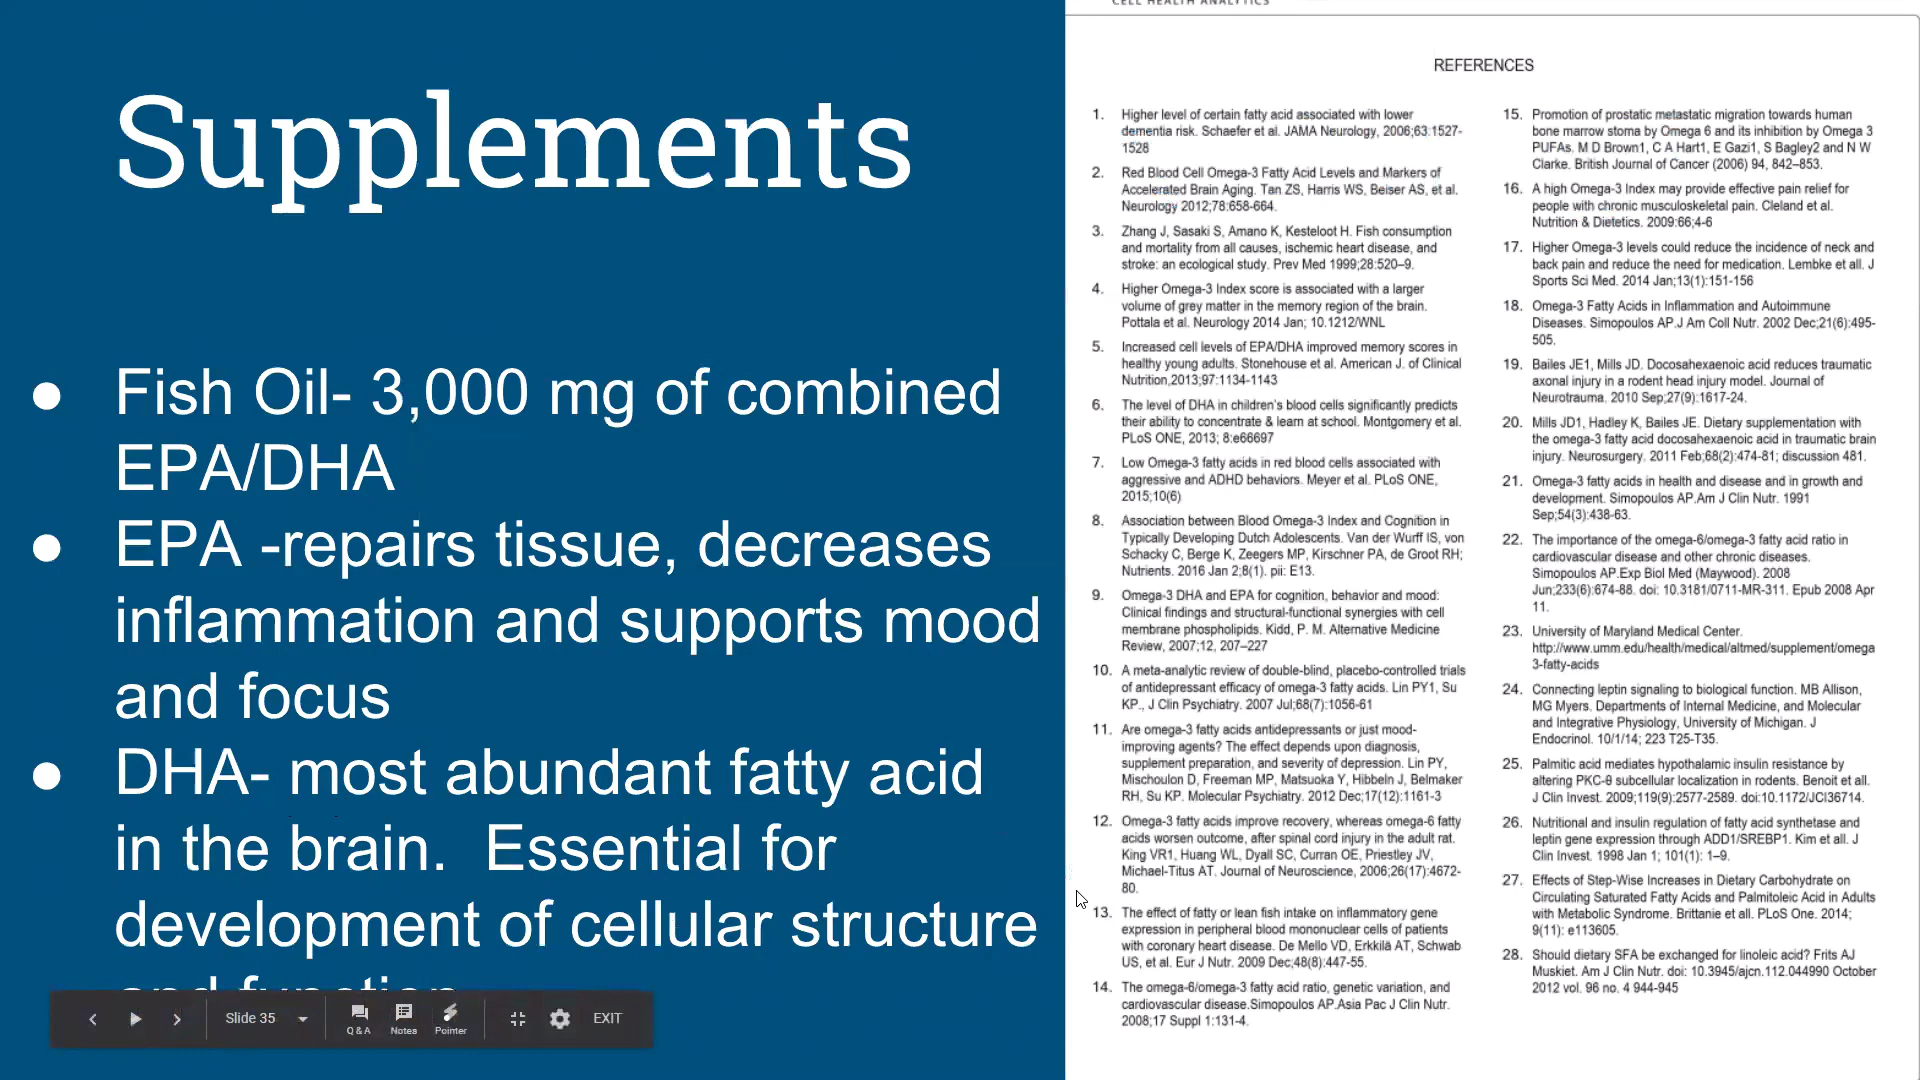 Supplements
● Fish Oil- 3,000 mg of combined
EPA/DHA
● EPA -repairs tissue, decreases
inflammation and supports mood
and focus
● DHA- most abundant fatty acid
in the brain.  Essential for
development of cellular structure
and function
Slide 35
Q & A
Notes
Pointer
EXIT
CELL HEALTH ANALYTICS
REFERENCES
1. Higher level of certain fatty acid associated with lower
dementia risk. Schaefer et al. JAMA Neurology, 2006;63:1527-
1528
2. Red Blood Cell Omega-3 Fatty Acid Levels and Markers of
Accelerated Brain Aging. Tan ZS, Harris WS, Beiser AS, et al.
Neurology 2012;78:658-664.
3. Zhang J, Sasaki S, Amano K, Kesteloot H. Fish consumption
and mortality from all causes, ischemic heart disease, and
stroke: an ecological study. Prev Med 1999;28:520–9.
4. Higher Omega-3 Index score is associated with a larger
volume of grey matter in the memory region of the brain.
Pottala et al. Neurology 2014 Jan; 10.1212/WNL
5. Increased cell levels of EPA/DHA improved memory scores in
healthy young adults. Stonehouse et al. American J. of Clinical
Nutrition,2013;97:1134-1143
6. The level of DHA in children's blood cells significantly predicts
their ability to concentrate & learn at school. Montgomery et al.
PLoS ONE, 2013; 8:e66697
7. Low Omega-3 fatty acids in red blood cells associated with
aggressive and ADHD behaviors. Meyer et al. PLoS ONE,
2015;10(6)
8. Association between Blood Omega-3 Index and Cognition in
Typically Developing Dutch Adolescents. Van der Wurff IS, von
Schacky C, Berge K, Zeegers MP, Kirschner PA, de Groot RH;
Nutrients. 2016 Jan 2;8(1). pii: E13.
9. Omega-3 DHA and EPA for cognition, behavior and mood:
Clinical findings and structural-functional synergies with cell
membrane phospholipids. Kidd, P. M. Alternative Medicine
Review, 2007;12, 207–227
10. A meta-analytic review of double-blind, placebo-controlled trials
of antidepressant efficacy of omega-3 fatty acids. Lin PY1, Su
KP., J Clin Psychiatry. 2007 Jul;68(7):1056-61
11. Are omega-3 fatty acids antidepressants or just mood-
improving agents? The effect depends upon diagnosis,
supplement preparation, and severity of depression. Lin PY,
Mischoulon D, Freeman MP, Matsuoka Y, Hibbeln J, Belmaker
RH, Su KP. Molecular Psychiatry. 2012 Dec;17(12):1161-3
12. Omega-3 fatty acids improve recovery, whereas omega-6 fatty
acids worsen outcome, after spinal cord injury in the adult rat.
King VR1, Huang WL, Dyall SC, Curran OE, Priestley JV,
Michael-Titus AT. Journal of Neuroscience, 2006;26(17):4672-
80.
13. The effect of fatty or lean fish intake on inflammatory gene
expression in peripheral blood mononuclear cells of patients
with coronary heart disease. De Mello VD, Erkkilä AT, Schwab
US, et al. Eur J Nutr. 2009 Dec;48(8):447-55.
14. The omega-6/omega-3 fatty acid ratio, genetic variation, and
cardiovascular disease.Simopoulos AP.Asia Pac J Clin Nutr.
2008;17 Suppl 1:131-4.
15. Promotion of prostatic metastatic migration towards human
bone marrow stoma by Omega 6 and its inhibition by Omega 3
PUFAs. M D Brown1, C A Hart1, E Gazi1, S Bagley2 and N W
Clarke. British Journal of Cancer (2006) 94, 842–853.
16. A high Omega-3 Index may provide effective pain relief for
people with chronic musculoskeletal pain. Cleland et al.
Nutrition & Dietetics. 2009:66;4-6
17. Higher Omega-3 levels could reduce the incidence of neck and
back pain and reduce the need for medication. Lembke et all. J
Sports Sci Med. 2014 Jan;13(1):151-156
18. Omega-3 Fatty Acids in Inflammation and Autoimmune
Diseases. Simopoulos AP.J Am Coll Nutr. 2002 Dec;21(6):495-
505.
19. Bailes JE1, Mills JD. Docosahexaenoic acid reduces traumatic
axonal injury in a rodent head injury model. Journal of
Neurotrauma. 2010 Sep;27(9):1617-24.
20. Mills JD1, Hadley K, Bailes JE. Dietary supplementation with
the omega-3 fatty acid docosahexaenoic acid in traumatic brain
injury. Neurosurgery. 2011 Feb;68(2):474-81; discussion 481.
21. Omega-3 fatty acids in health and disease and in growth and
development. Simopoulos AP.Am J Clin Nutr. 1991
Sep;54(3):438-63.
22. The importance of the omega-6/omega-3 fatty acid ratio in
cardiovascular disease and other chronic diseases.
Simopoulos AP.Exp Biol Med (Maywood). 2008
Jun;233(6):674-88. doi: 10.3181/0711-MR-311. Epub 2008 Apr
11.
23. University of Maryland Medical Center.
http://www.umm.edu/health/medical/altmed/supplement/omega
3-fatty-acids
24. Connecting leptin signaling to biological function. MB Allison,
MG Myers. Departments of Internal Medicine, and Molecular
and Integrative Physiology, University of Michigan. J
Endocrinol. 10/1/14; 223 T25-T35.
25. Palmitic acid mediates hypothalamic insulin resistance by
altering PKC-θ subcellular localization in rodents. Benoit et all.
J Clin Invest. 2009;119(9):2577-2589. doi:10.1172/JCI36714.
26. Nutritional and insulin regulation of fatty acid synthetase and
leptin gene expression through ADD1/SREBP1. Kim et all. J
Clin Invest. 1998 Jan 1; 101(1): 1–9.
27. Effects of Step-Wise Increases in Dietary Carbohydrate on
Circulating Saturated Fatty Acids and Palmitoleic Acid in Adults
with Metabolic Syndrome. Brittanie et all. PLoS One. 2014;
9(11): e113605.
28. Should dietary SFA be exchanged for linoleic acid? Frits AJ
Muskiet. Am J Clin Nutr. doi: 10.3945/ajcn.112.044990 October
2012 vol. 96 no. 4 944-945